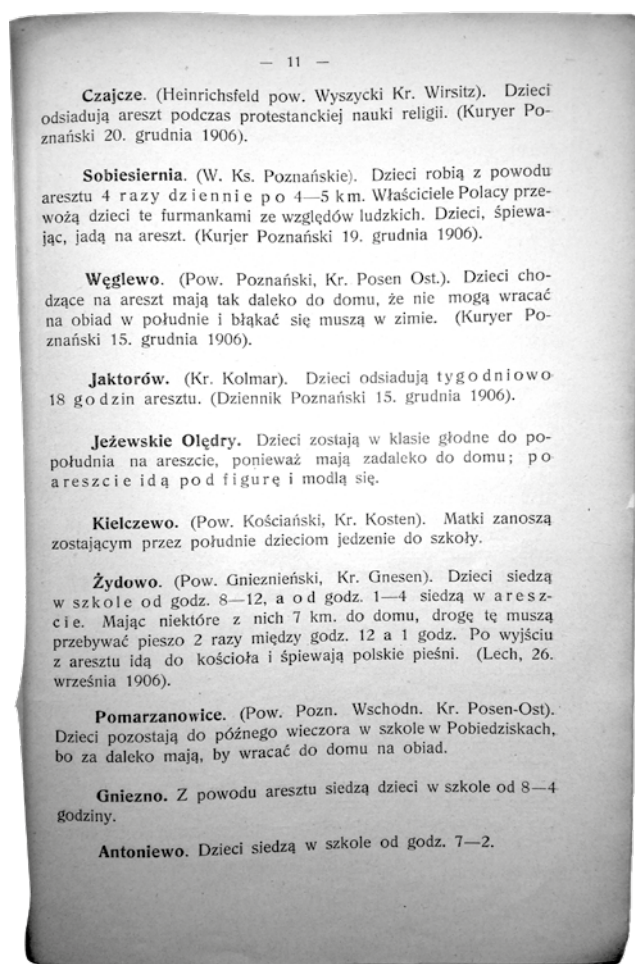 — 11 —
Czajcze. (Heinrichsfeld pow. Wyszycki Kr. Wirsitz). Dzieci
odsiadują areszt podczas protestanckiej nauki religii. (Kuryer Po-
znański 20. grudnia 1906).
Sobiesiernia. (W. Ks. Poznańskie). Dzieci robią z powodu
aresztu 4 razy dziennie po 4—5 km. Właściciele Polacy prze-
wożą dzieci te furmankami ze względów ludzkich. Dzieci, śpiewa-
jąc, jadą na areszt. (Kurjer Poznański 19. grudnia 1906).
Węglewo. (Pow. Poznański, Kr. Posen Ost.). Dzieci cho-
dzące na areszt mają tak daleko do domu, że nie mogą wracać
na obiad w południe i błąkać się muszą w zimie. (Kuryer Po-
znański 15. grudnia 1906).
Jaktorów. (Kr. Kolmar). Dzieci odsiadują tygodniowo
18 godzin aresztu. (Dziennik Poznański 15. grudnia 1906).
Jeżewskie Olędry. Dzieci zostają w klasie głodne do po-
południa na areszcie, ponieważ mają zadaleko do domu; po
areszcie idą pod figurę i modlą się.
Kielczewo. (Pow. Kościański, Kr. Kosten). Matki zanoszą
zostającym przez południe dzieciom jedzenie do szkoły.
Żydowo. (Pow. Gnieznieński, Kr. Gnesen). Dzieci siedzą
w szkole od godz. 8—12, a od godz. 1—4 siedzą w aresz-
cie. Mając niektóre z nich 7 km. do domu, drogę tę muszą
przebywać pieszo 2 razy między godz. 12 a 1 godz. Po wyjściu
z aresztu idą do kościoła i śpiewają polskie pieśni. (Lech, 26.
września 1906).
Pomarzanowice. (Pow. Pozn. Wschodn. Kr. Posen-Ost).
Dzieci pozostają do późnego wieczora w szkole w Pobiedziskach,
bo za daleko mają, by wracać do domu na obiad.
Gniezno. Z powodu aresztu siedzą dzieci w szkole od 8—4
godziny.
Antoniewo. Dzieci siedzą w szkole od godz. 7—2.